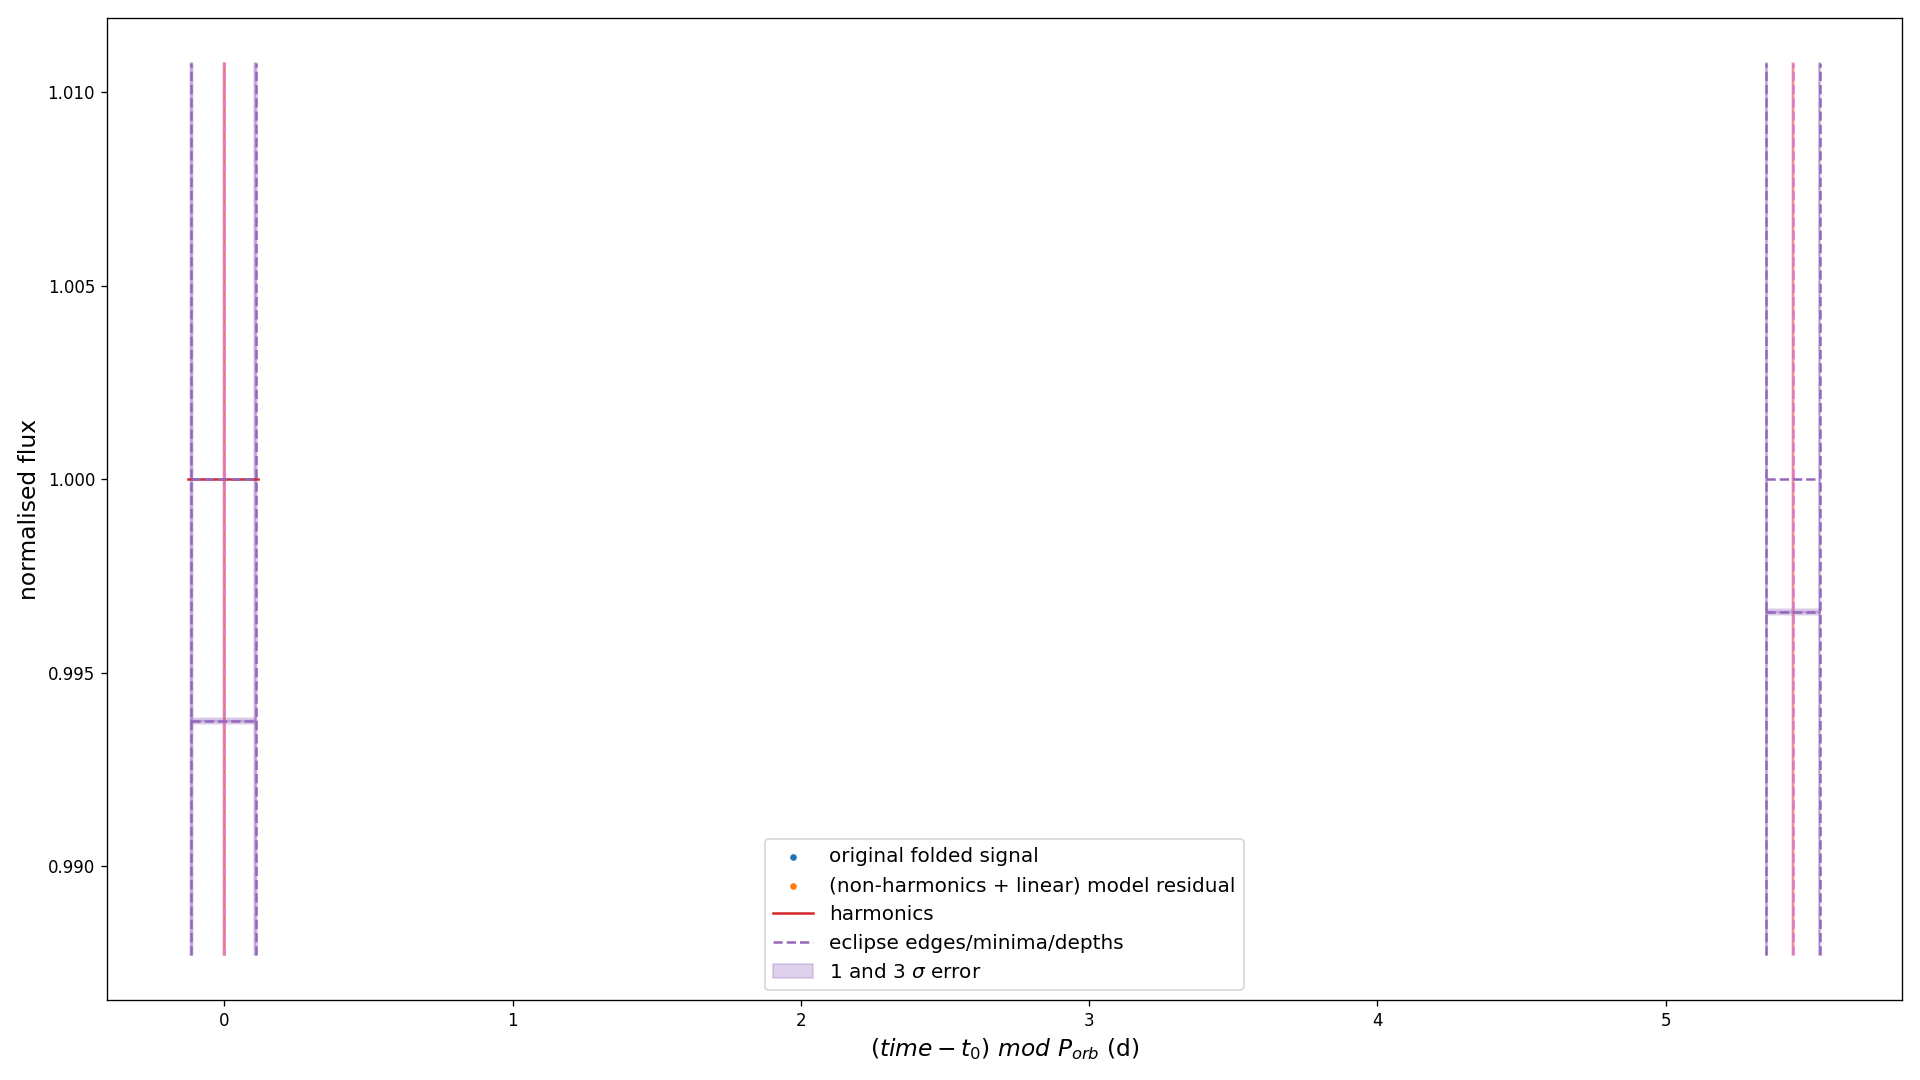 1.010
1.005
1.000
0.995
0.990
normalised flux
original folded signal
(non-harmonics + linear) model residual
harmonics
eclipse edges/minima/depths
1 and 3 σ error
0 1 2 3 4 5
(time − t₀) mod Pₒᵣᵦ (d)